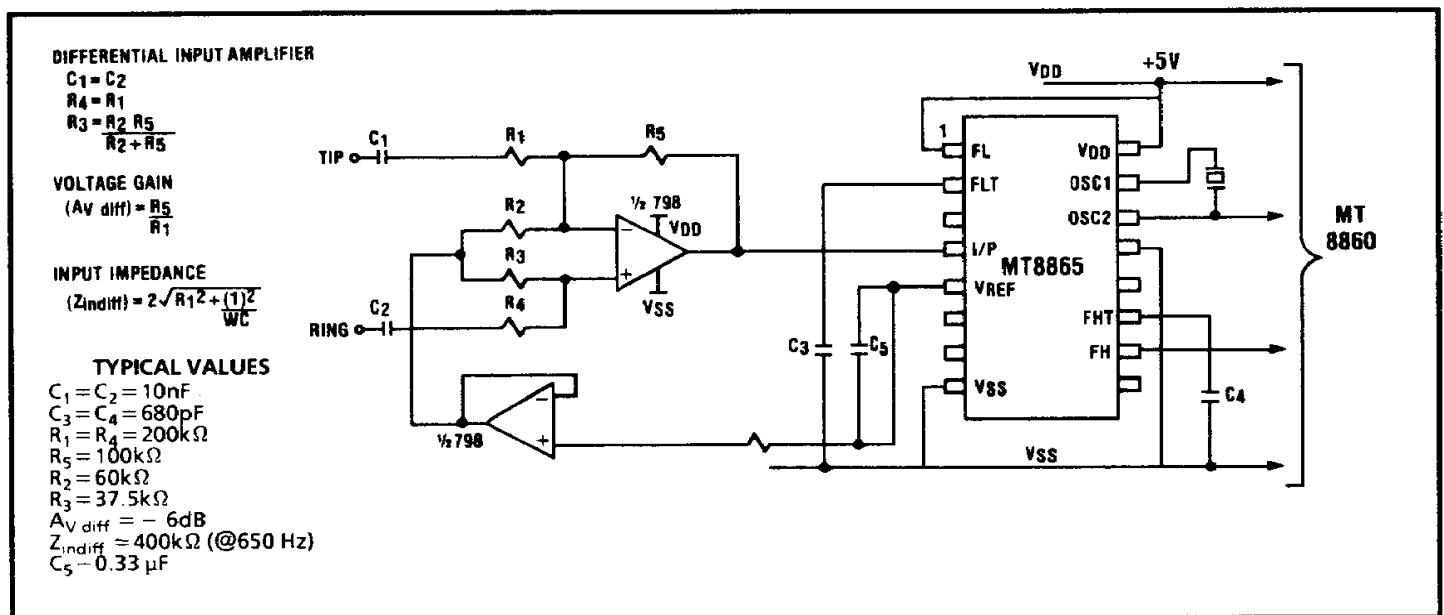 DIFFERENTIAL INPUT AMPLIFIER
C1 = C2
R4 = R1
R3 = R2 R5
R2 + R5
VOLTAGE GAIN
(AV diff) = R5
R1
INPUT IMPEDANCE
(Zindiff) = 2√R1² + (1)²
WC
TYPICAL VALUES
C1 = C2 = 10nF
C3 = C4 = 680pF
R1 = R4 = 200kΩ
R5 = 100kΩ
R2 = 60kΩ
R3 = 37.5kΩ
AV diff = – 6dB
Zindiff = 400kΩ (@650 Hz)
C5 – 0.33 µF
TIP
C1
R1
R5
R2
½ 798
VDD
–
+
R3
R4
VSS
RING
C2
–
+
½ 798
C3
C5
VDD
+5V
1
FL
FLT
I/P
VREF
VSS
MT8865
VDD
OSC1
OSC2
FHT
FH
C4
VSS
MT
8860